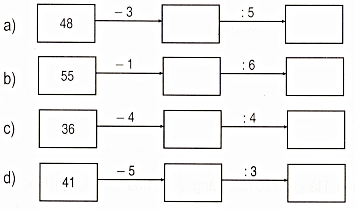 a) 48 – 3 : 5
b) 55 – 1 : 6
c) 36 – 4 : 4
d) 41 – 5 : 3